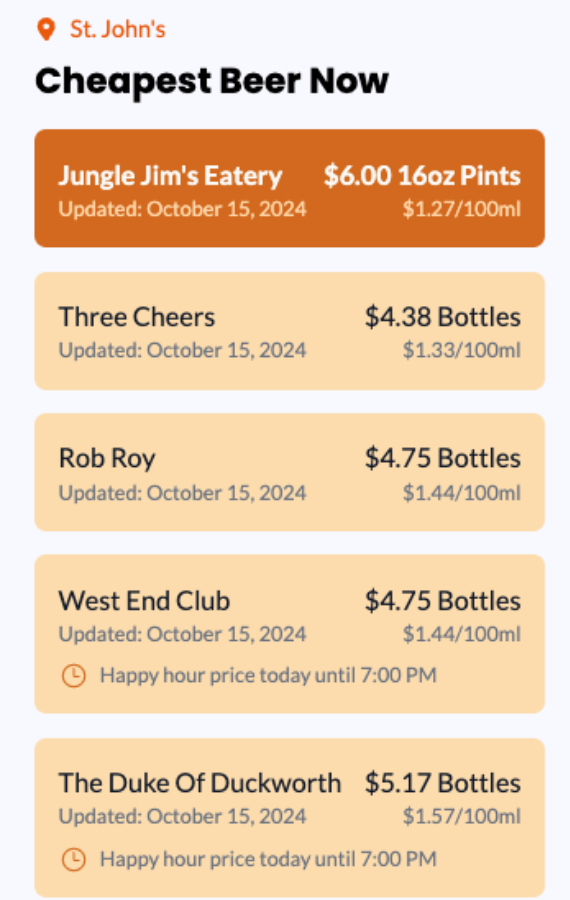 St. John's
Cheapest Beer Now
Jungle Jim's Eatery $6.00 16oz Pints
Updated: October 15, 2024 $1.27/100ml
Three Cheers $4.38 Bottles
Updated: October 15, 2024 $1.33/100ml
Rob Roy $4.75 Bottles
Updated: October 15, 2024 $1.44/100ml
West End Club $4.75 Bottles
Updated: October 15, 2024 $1.44/100ml
Happy hour price today until 7:00 PM
The Duke Of Duckworth $5.17 Bottles
Updated: October 15, 2024 $1.57/100ml
Happy hour price today until 7:00 PM